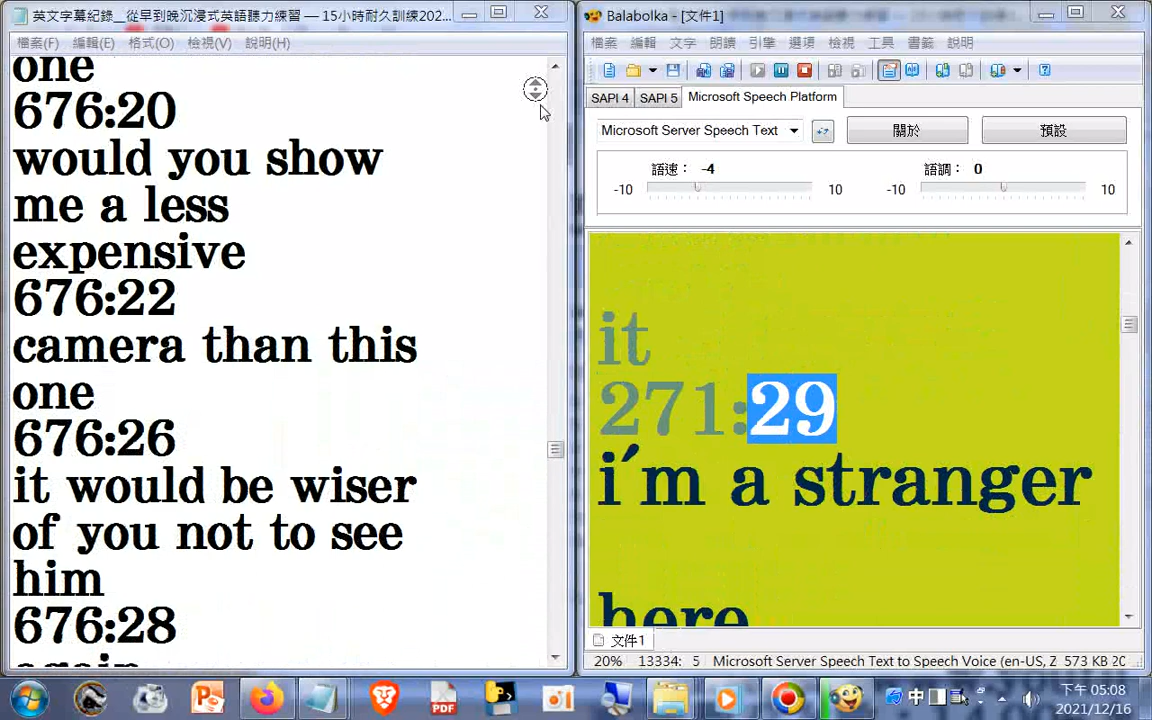 英文字幕紀錄__從早到晚沉浸式英語聽力練習 — 15小時耐久訓練202...
檔案(F) 編輯(E) 格式(O) 檢視(V) 說明(H)
one
676:20
would you show
me a less
expensive
676:22
camera than this
one
676:26
it would be wiser
of you not to see
him
676:28
again
Balabolka - [文件1]
檔案 編輯 文字 朗讀 引擎 選項 檢視 工具 書籤 說明
SAPI 4 SAPI 5 Microsoft Speech Platform
Microsoft Server Speech Text 關於 預設
語速： -4 語調： 0
-10 10 -10 10
it
271:29
i´m a stranger
here
文件1
20% 13334: 5 Microsoft Server Speech Text to Speech Voice (en-US, Z 573 KB 20
PDF 中 下午 05:08
2021/12/16